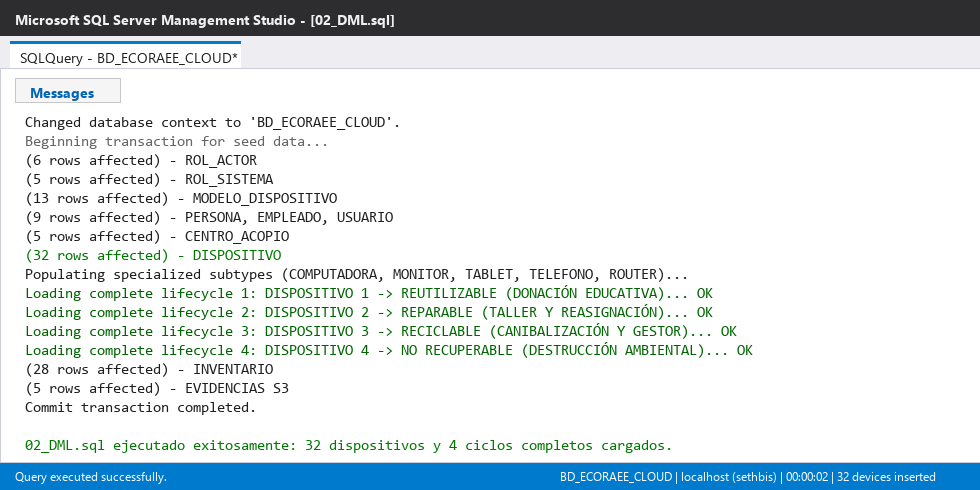 Microsoft SQL Server Management Studio - [02_DML.sql]
SQLQuery - BD_ECORAEE_CLOUD*
Messages
Changed database context to 'BD_ECORAEE_CLOUD'.
Beginning transaction for seed data...
(6 rows affected) - ROL_ACTOR
(5 rows affected) - ROL_SISTEMA
(13 rows affected) - MODELO_DISPOSITIVO
(9 rows affected) - PERSONA, EMPLEADO, USUARIO
(5 rows affected) - CENTRO_ACOPIO
(32 rows affected) - DISPOSITIVO
Populating specialized subtypes (COMPUTADORA, MONITOR, TABLET, TELEFONO, ROUTER)...
Loading complete lifecycle 1: DISPOSITIVO 1 -> REUTILIZABLE (DONACIÓN EDUCATIVA)... OK
Loading complete lifecycle 2: DISPOSITIVO 2 -> REPARABLE (TALLER Y REASIGNACIÓN)... OK
Loading complete lifecycle 3: DISPOSITIVO 3 -> RECICLABLE (CANIBALIZACIÓN Y GESTOR)... OK
Loading complete lifecycle 4: DISPOSITIVO 4 -> NO RECUPERABLE (DESTRUCCIÓN AMBIENTAL)... OK
(28 rows affected) - INVENTARIO
(5 rows affected) - EVIDENCIAS S3
Commit transaction completed.
02_DML.sql ejecutado exitosamente: 32 dispositivos y 4 ciclos completos cargados.
Query executed successfully.
BD_ECORAEE_CLOUD | localhost (sethbis) | 00:00:02 | 32 devices inserted